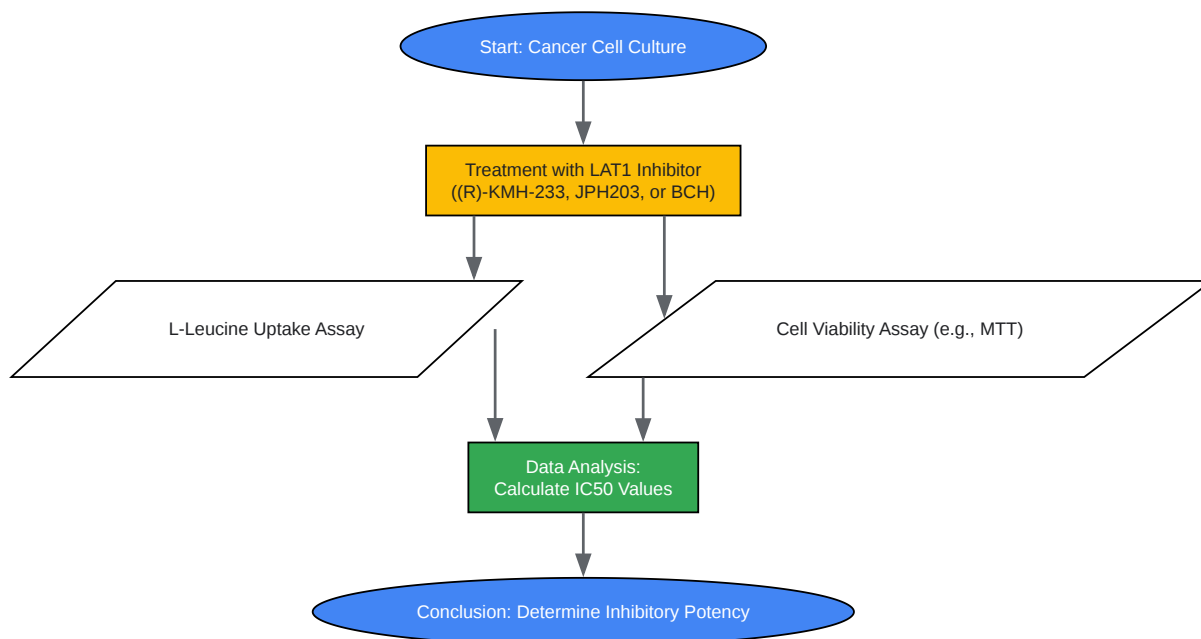 Start: Cancer Cell Culture
Treatment with LAT1 Inhibitor
((R)-KMH-233, JPH203, or BCH)
L-Leucine Uptake Assay
Cell Viability Assay (e.g., MTT)
Data Analysis:
Calculate IC50 Values
Conclusion: Determine Inhibitory Potency